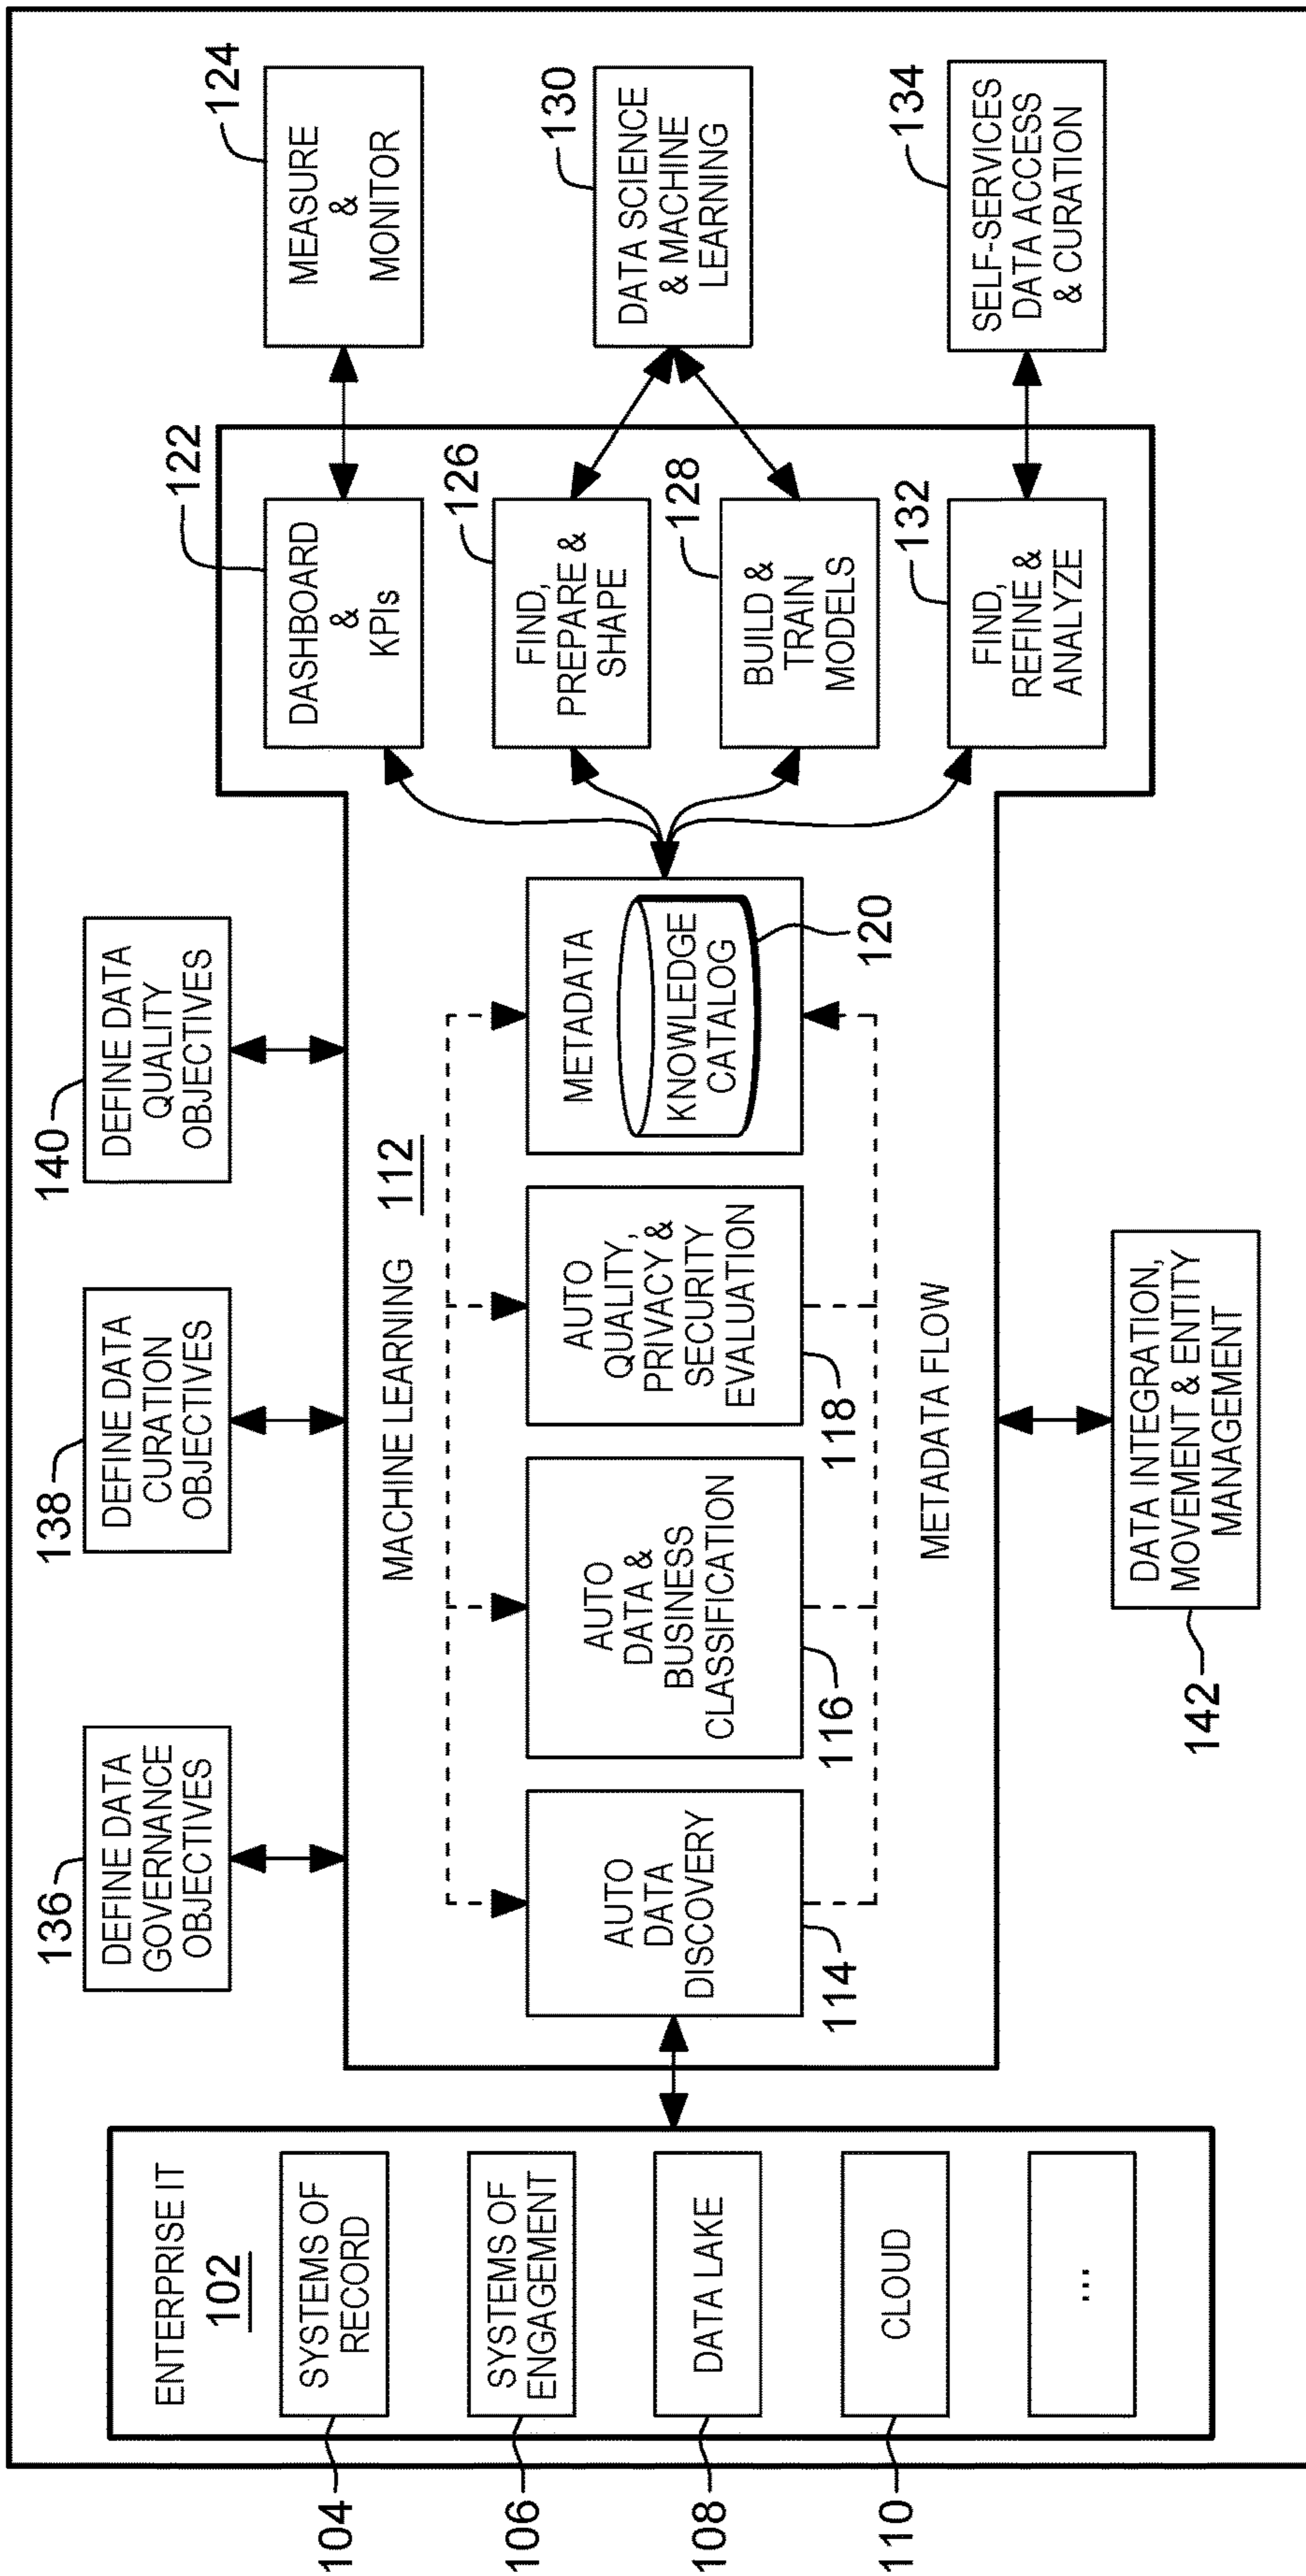 136
DEFINE DATA
GOVERNANCE
OBJECTIVES
138
DEFINE DATA
CURATION
OBJECTIVES
140
DEFINE DATA
QUALITY
OBJECTIVES
ENTERPRISE IT
102
104
SYSTEMS OF
RECORD
106
SYSTEMS OF
ENGAGEMENT
108
DATA LAKE
110
CLOUD
...
MACHINE LEARNING
112
AUTO
DATA
DISCOVERY
114
AUTO
DATA &
BUSINESS
CLASSIFICATION
116
AUTO
QUALITY,
PRIVACY &
SECURITY
EVALUATION
118
METADATA
KNOWLEDGE
CATALOG
120
METADATA FLOW
DASHBOARD
&
KPIs
122
MEASURE
&
MONITOR
124
FIND,
PREPARE &
SHAPE
126
BUILD &
TRAIN
MODELS
128
DATA SCIENCE
& MACHINE
LEARNING
130
FIND,
REFINE &
ANALYZE
132
SELF-SERVICES
DATA ACCESS
& CURATION
134
DATA INTEGRATION,
MOVEMENT & ENTITY
MANAGEMENT
142